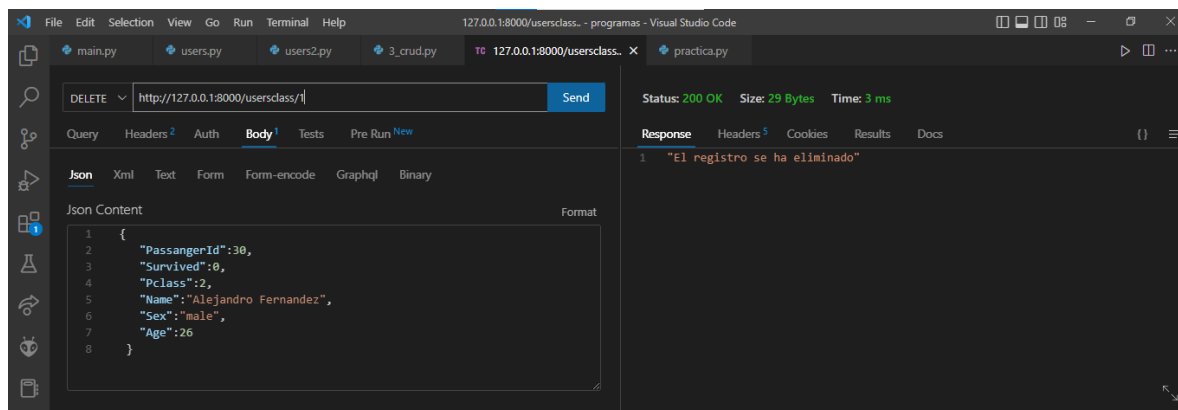 File Edit Selection View Go Run Terminal Help 127.0.0.1:8000/usersclass.. - programas - Visual Studio Code
main.py users.py users2.py 3_crud.py TC 127.0.0.1:8000/usersclass.. practica.py
DELETE http://127.0.0.1:8000/usersclass/1 Send
Status: 200 OK Size: 29 Bytes Time: 3 ms
Query Headers 2 Auth Body 1 Tests Pre Run New
Response Headers 5 Cookies Results Docs {}
1 "El registro se ha eliminado"
Json Xml Text Form Form-encode Graphql Binary
Json Content Format
1 {
2 "PassangerId":30,
3 "Survived":0,
4 "Pclass":2,
5 "Name":"Alejandro Fernandez",
6 "Sex":"male",
7 "Age":26
8 }
1